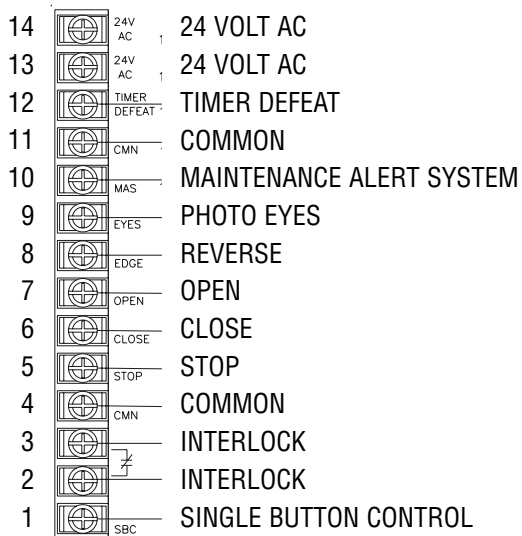 14 24V AC 24 VOLT AC
13 24V AC 24 VOLT AC
12 TIMER DEFEAT TIMER DEFEAT
11 CMN COMMON
10 MAS MAINTENANCE ALERT SYSTEM
9 EYES PHOTO EYES
8 EDGE REVERSE
7 OPEN OPEN
6 CLOSE CLOSE
5 STOP STOP
4 CMN COMMON
3 INTERLOCK
2 INTERLOCK
1 SBC SINGLE BUTTON CONTROL